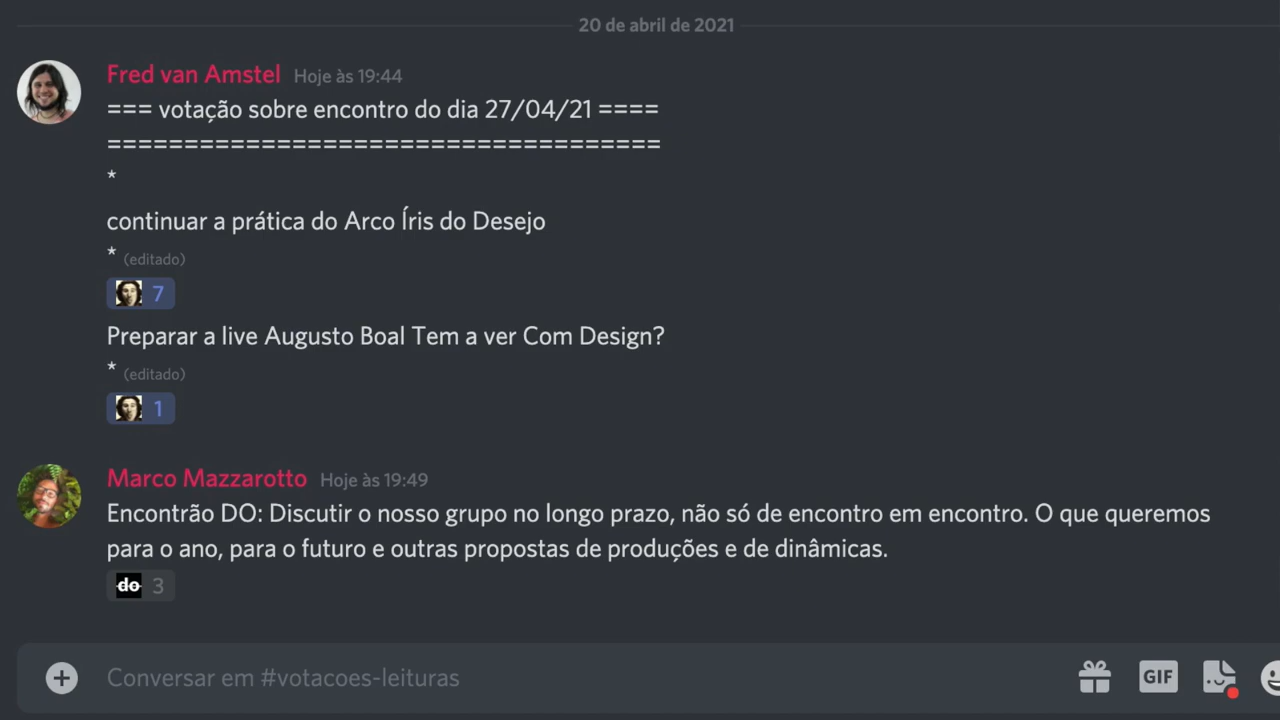 20 de abril de 2021
Fred van Amstel Hoje às 19:44
=== votação sobre encontro do dia 27/04/21 ====
====================================
*
continuar a prática do Arco Íris do Desejo
* (editado)
7
Preparar a live Augusto Boal Tem a ver Com Design?
* (editado)
1
Marco Mazzarotto Hoje às 19:49
Encontrão DO: Discutir o nosso grupo no longo prazo, não só de encontro em encontro. O que queremos
para o ano, para o futuro e outras propostas de produções e de dinâmicas.
do 3
Conversar em #votacoes-leituras
GIF